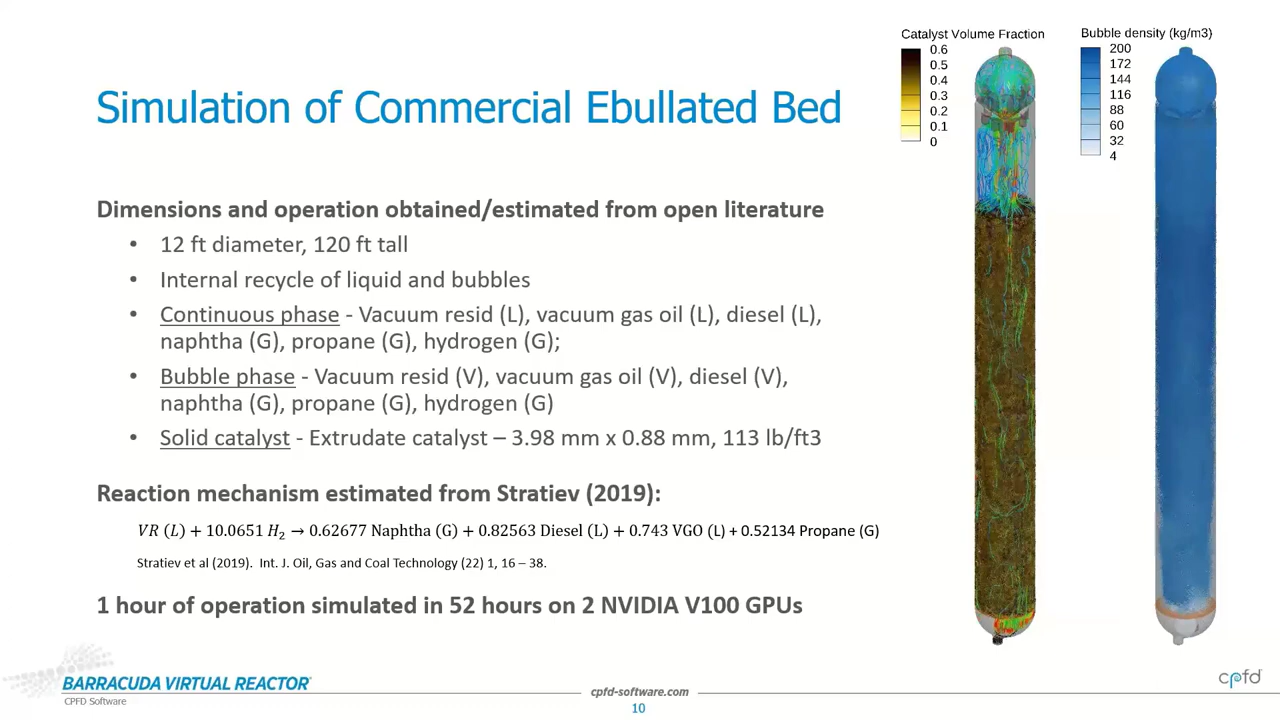 Simulation of Commercial Ebullated Bed
Dimensions and operation obtained/estimated from open literature
• 12 ft diameter, 120 ft tall
• Internal recycle of liquid and bubbles
• Continuous phase - Vacuum resid (L), vacuum gas oil (L), diesel (L),
naphtha (G), propane (G), hydrogen (G);
• Bubble phase - Vacuum resid (V), vacuum gas oil (V), diesel (V),
naphtha (G), propane (G), hydrogen (G)
• Solid catalyst - Extrudate catalyst – 3.98 mm x 0.88 mm, 113 lb/ft3
Reaction mechanism estimated from Stratiev (2019):
VR (L) + 10.0651 H₂ → 0.62677 Naphtha (G) + 0.82563 Diesel (L) + 0.743 VGO (L) + 0.52134 Propane (G)
Stratiev et al (2019). Int. J. Oil, Gas and Coal Technology (22) 1, 16 – 38.
1 hour of operation simulated in 52 hours on 2 NVIDIA V100 GPUs
Catalyst Volume Fraction
0.6
0.5
0.4
0.3
0.2
0.1
0
Bubble density (kg/m3)
200
172
144
116
88
60
32
4
BARRACUDA VIRTUAL REACTOR
CPFD Software
cpfd-software.com
10
cpfd